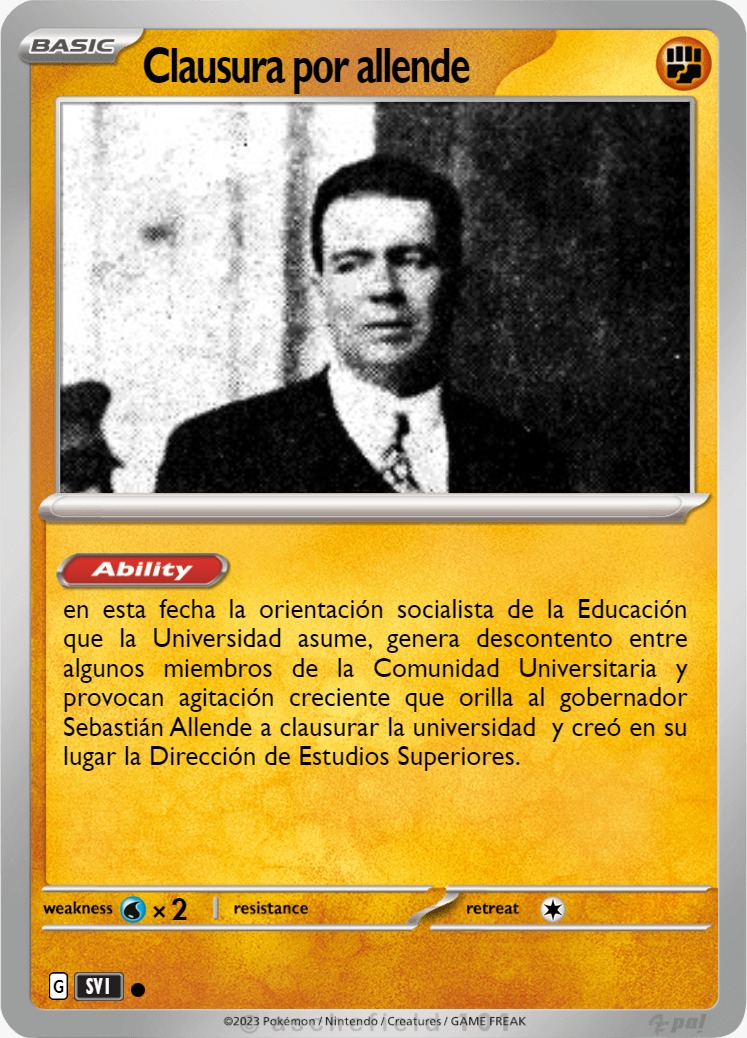 BASIC
Clausura por allende
Ability
en esta fecha la orientación socialista de la Educación
que la Universidad asume, genera descontento entre
algunos miembros de la Comunidad Universitaria y
provocan agitación creciente que orilla al gobernador
Sebastián Allende a clausurar la universidad y creó en su
lugar la Dirección de Estudios Superiores.
weakness × 2 resistance retreat
G SVI
©2023 Pokémon / Nintendo / Creatures / GAME FREAK